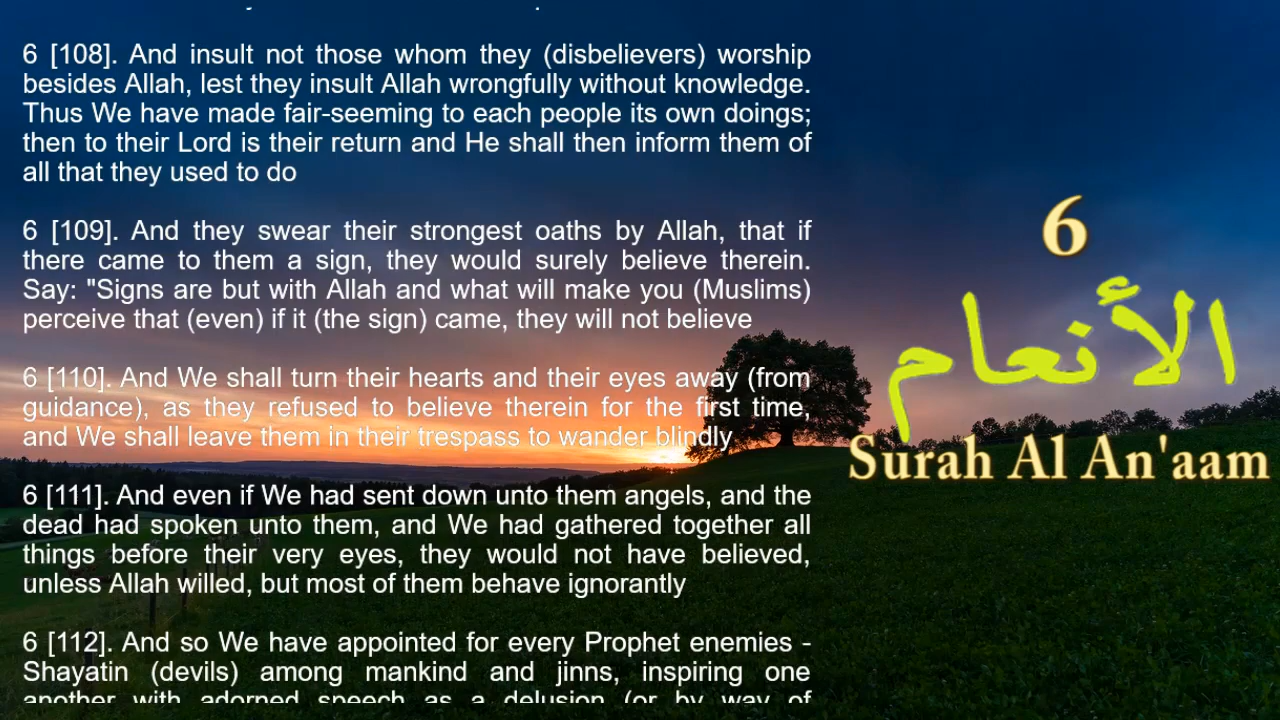 6 [108]. And insult not those whom they (disbelievers) worship
besides Allah, lest they insult Allah wrongfully without knowledge.
Thus We have made fair-seeming to each people its own doings;
then to their Lord is their return and He shall then inform them of
all that they used to do
6 [109]. And they swear their strongest oaths by Allah, that if
there came to them a sign, they would surely believe therein.
Say: "Signs are but with Allah and what will make you (Muslims)
perceive that (even) if it (the sign) came, they will not believe
6 [110]. And We shall turn their hearts and their eyes away (from
guidance), as they refused to believe therein for the first time,
and We shall leave them in their trespass to wander blindly
6 [111]. And even if We had sent down unto them angels, and the
dead had spoken unto them, and We had gathered together all
things before their very eyes, they would not have believed,
unless Allah willed, but most of them behave ignorantly
6 [112]. And so We have appointed for every Prophet enemies -
Shayatin (devils) among mankind and jinns, inspiring one
another with adorned speech as a delusion (or by way of
6
الأنعام
Surah Al An'aam